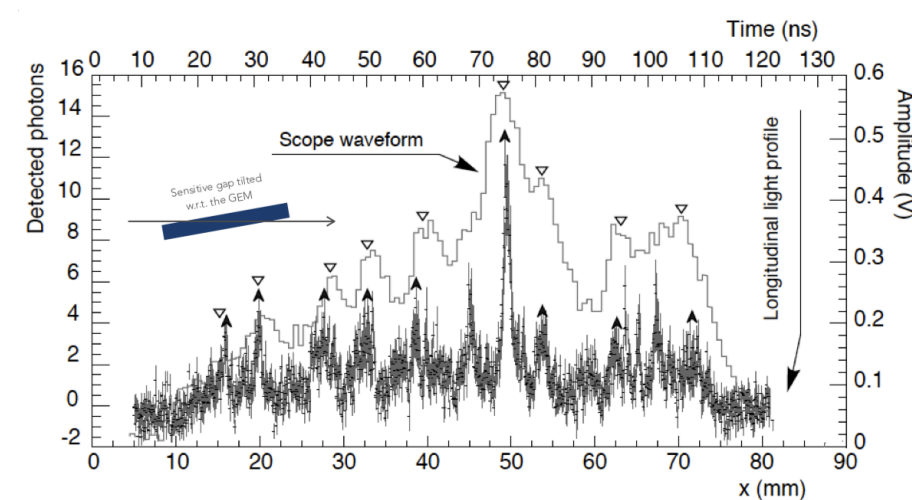 Time (ns)
0 10 20 30 40 50 60 70 80 90 100 110 120 130
Detected photons
16
14
12
10
8
6
4
2
0
-2
Scope waveform
Sensitive gap tilted
w.r.t. the GEM
Longitudinal light profile
0.6
0.5
0.4
0.3
0.2
0.1
0
Amplitude (V)
0 10 20 30 40 50 60 70 80 90
x (mm)